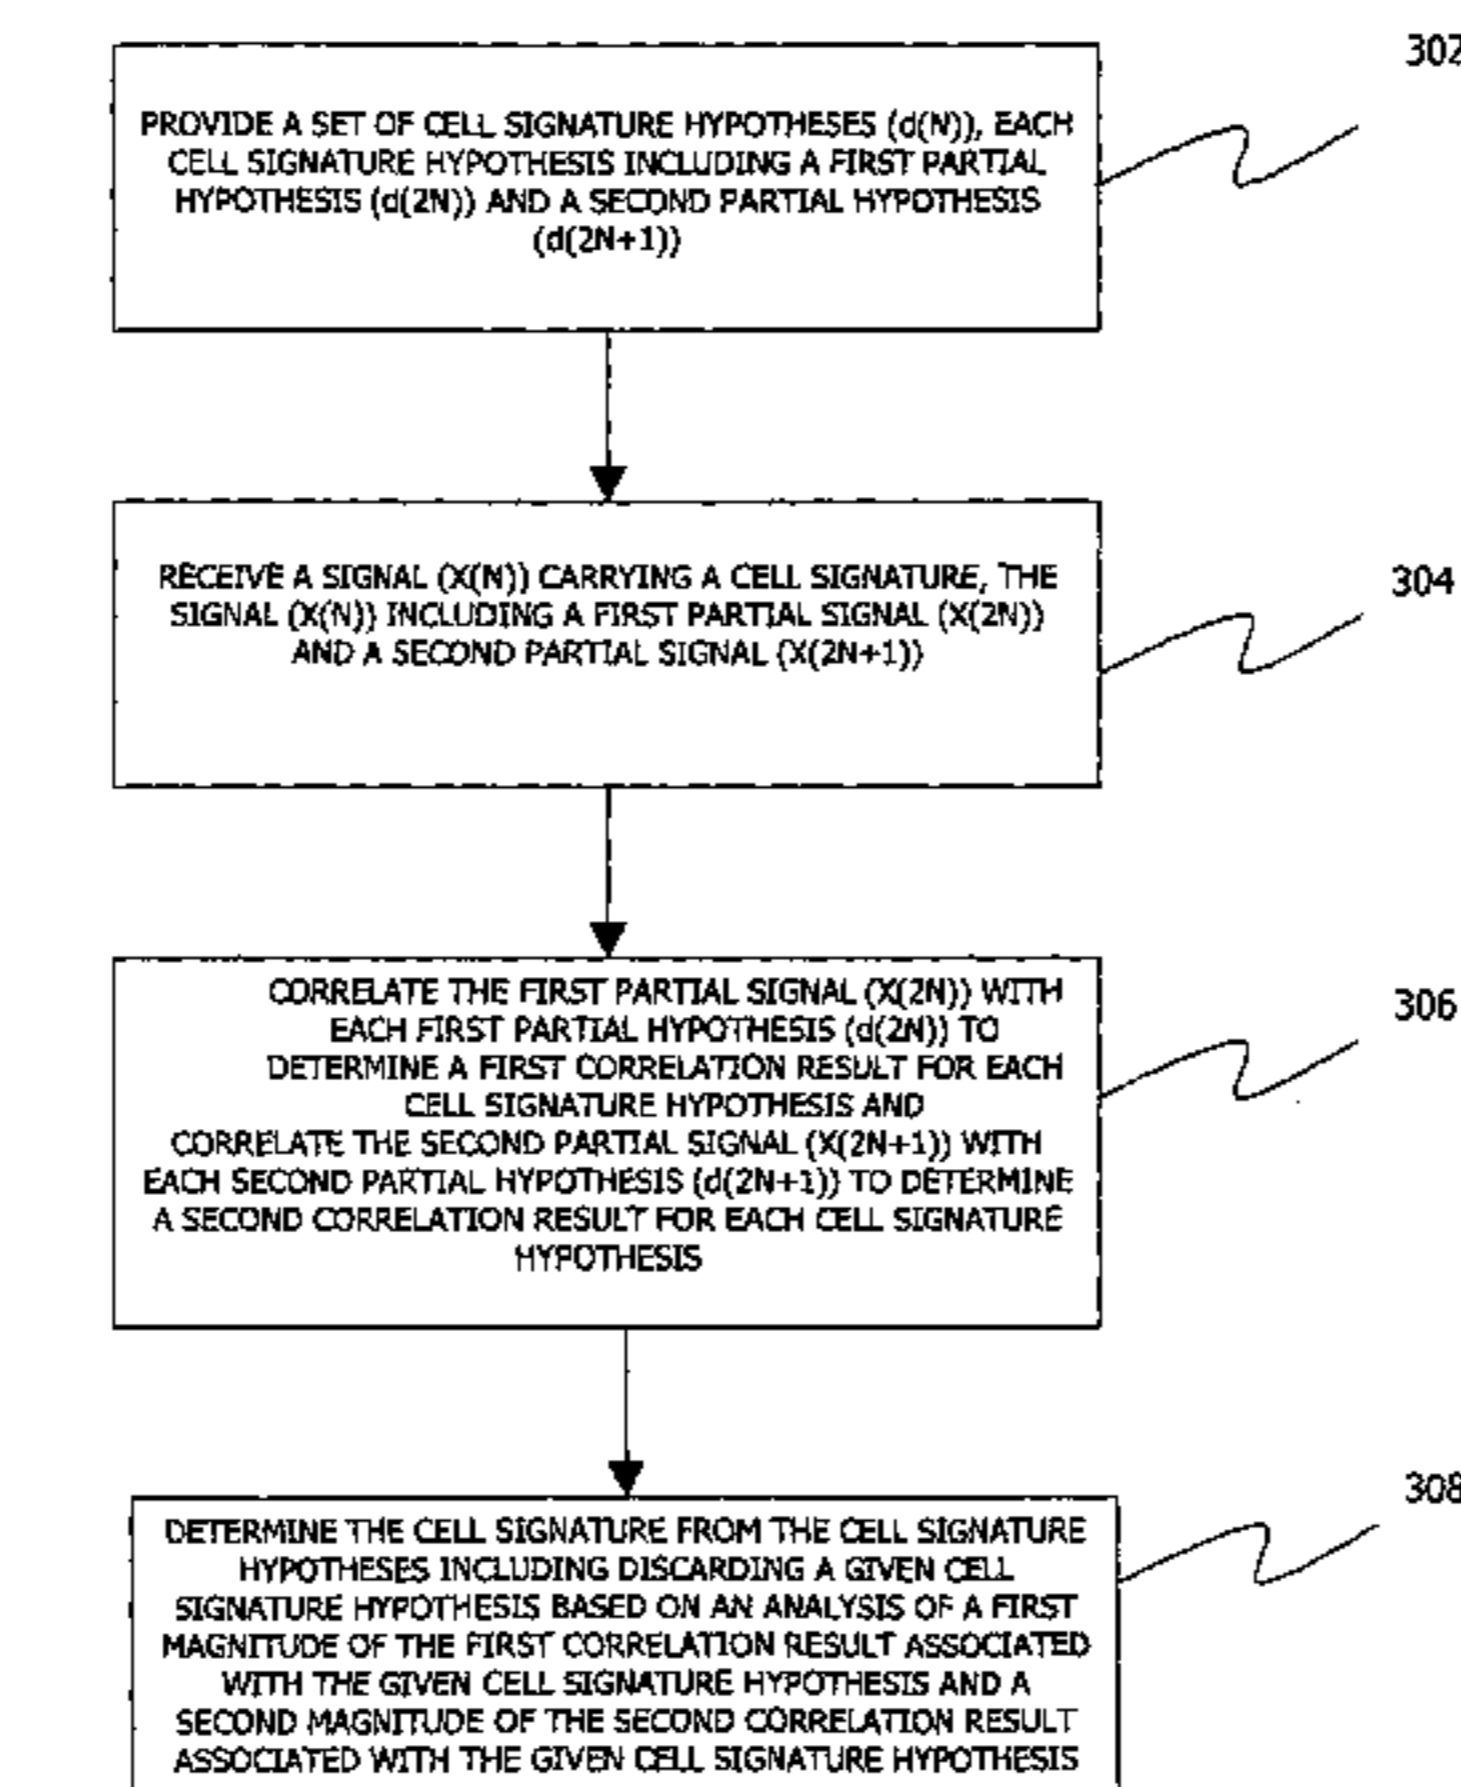 302
PROVIDE A SET OF CELL SIGNATURE HYPOTHESES (d(N)), EACH
CELL SIGNATURE HYPOTHESIS INCLUDING A FIRST PARTIAL
HYPOTHESIS (d(2N)) AND A SECOND PARTIAL HYPOTHESIS
(d(2N+1))
304
RECEIVE A SIGNAL (X(N)) CARRYING A CELL SIGNATURE, THE
SIGNAL (X(N)) INCLUDING A FIRST PARTIAL SIGNAL (X(2N))
AND A SECOND PARTIAL SIGNAL (X(2N+1))
306
CORRELATE THE FIRST PARTIAL SIGNAL (X(2N)) WITH
EACH FIRST PARTIAL HYPOTHESIS (d(2N)) TO
DETERMINE A FIRST CORRELATION RESULT FOR EACH
CELL SIGNATURE HYPOTHESIS AND
CORRELATE THE SECOND PARTIAL SIGNAL (X(2N+1)) WITH
EACH SECOND PARTIAL HYPOTHESIS (d(2N+1)) TO DETERMINE
A SECOND CORRELATION RESULT FOR EACH CELL SIGNATURE
HYPOTHESIS
308
DETERMINE THE CELL SIGNATURE FROM THE CELL SIGNATURE
HYPOTHESES INCLUDING DISCARDING A GIVEN CELL
SIGNATURE HYPOTHESIS BASED ON AN ANALYSIS OF A FIRST
MAGNITUDE OF THE FIRST CORRELATION RESULT ASSOCIATED
WITH THE GIVEN CELL SIGNATURE HYPOTHESIS AND A
SECOND MAGNITUDE OF THE SECOND CORRELATION RESULT
ASSOCIATED WITH THE GIVEN CELL SIGNATURE HYPOTHESIS